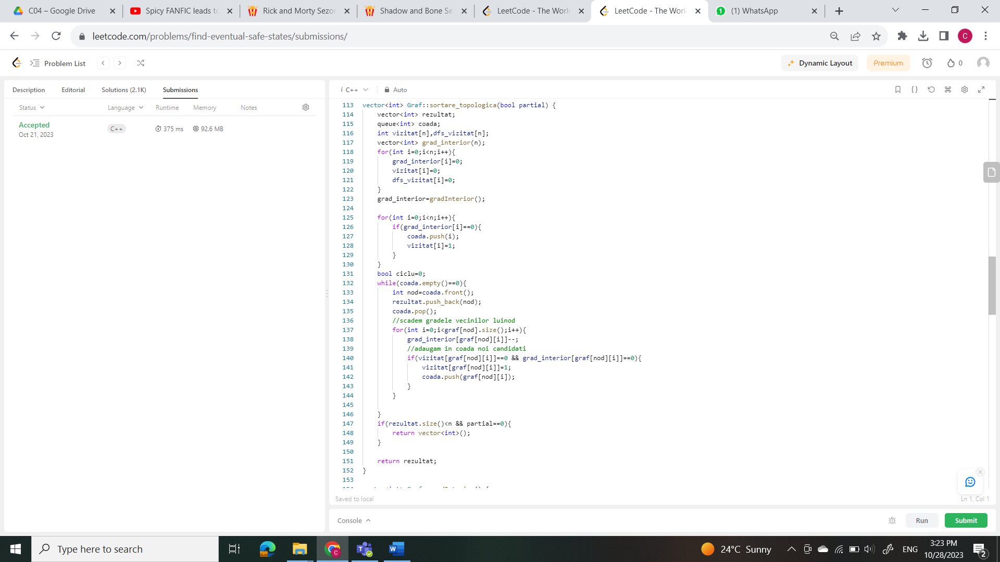 C04 – Google Drive
Spicy FANFIC leads to
Rick and Morty Sezon
Shadow and Bone Se
LeetCode - The World
LeetCode - The World
(1) WhatsApp
leetcode.com/problems/find-eventual-safe-states/submissions/
C
Problem List
Dynamic Layout
Premium
0
Description
Editorial
Solutions (2.1K)
Submissions
Status
Language
Runtime
Memory
Notes
Accepted
Oct 21, 2023
C++
375 ms
92.6 MB
i C++
Auto
113 vector<int> Graf::sortare_topologica(bool partial) {
114 vector<int> rezultat;
115 queue<int> coada;
116 int vizitat[n],dfs_vizitat[n];
117 vector<int> grad_interior(n);
118 for(int i=0;i<n;i++){
119 grad_interior[i]=0;
120 vizitat[i]=0;
121 dfs_vizitat[i]=0;
122 }
123 grad_interior=gradInterior();
124
125 for(int i=0;i<n;i++){
126 if(grad_interior[i]==0){
127 coada.push(i);
128 vizitat[i]=1;
129 }
130 }
131 bool ciclu=0;
132 while(coada.empty()==0){
133 int nod=coada.front();
134 rezultat.push_back(nod);
135 coada.pop();
136 //scadem gradele vecinilor luinod
137 for(int i=0;i<graf[nod].size();i++){
138 grad_interior[graf[nod][i]]--;
139 //adaugam in coada noi candidati
140 if(vizitat[graf[nod][i]]==0 && grad_interior[graf[nod][i]]==0){
141 vizitat[graf[nod][i]]=1;
142 coada.push(graf[nod][i]);
143 }
144 }
145
146 }
147 if(rezultat.size()<n && partial==0){
148 return vector<int>();
149 }
150
151 return rezultat;
152 }
153
Saved to local
Ln 1, Col 1
Console
Run
Submit
Type here to search
24°C Sunny
ENG
3:23 PM
10/28/2023
2